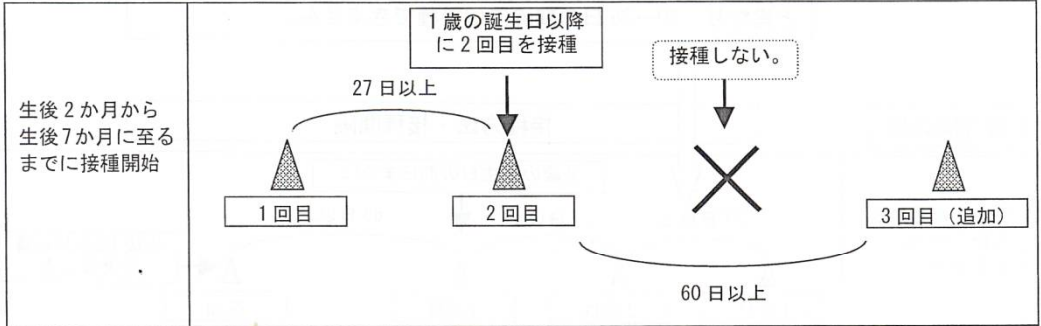 生後2か月から
生後7か月に至る
までに接種開始
1歳の誕生日以降
に2回目を接種
接種しない。
27日以上
1回目
2回目
3回目（追加）
60日以上